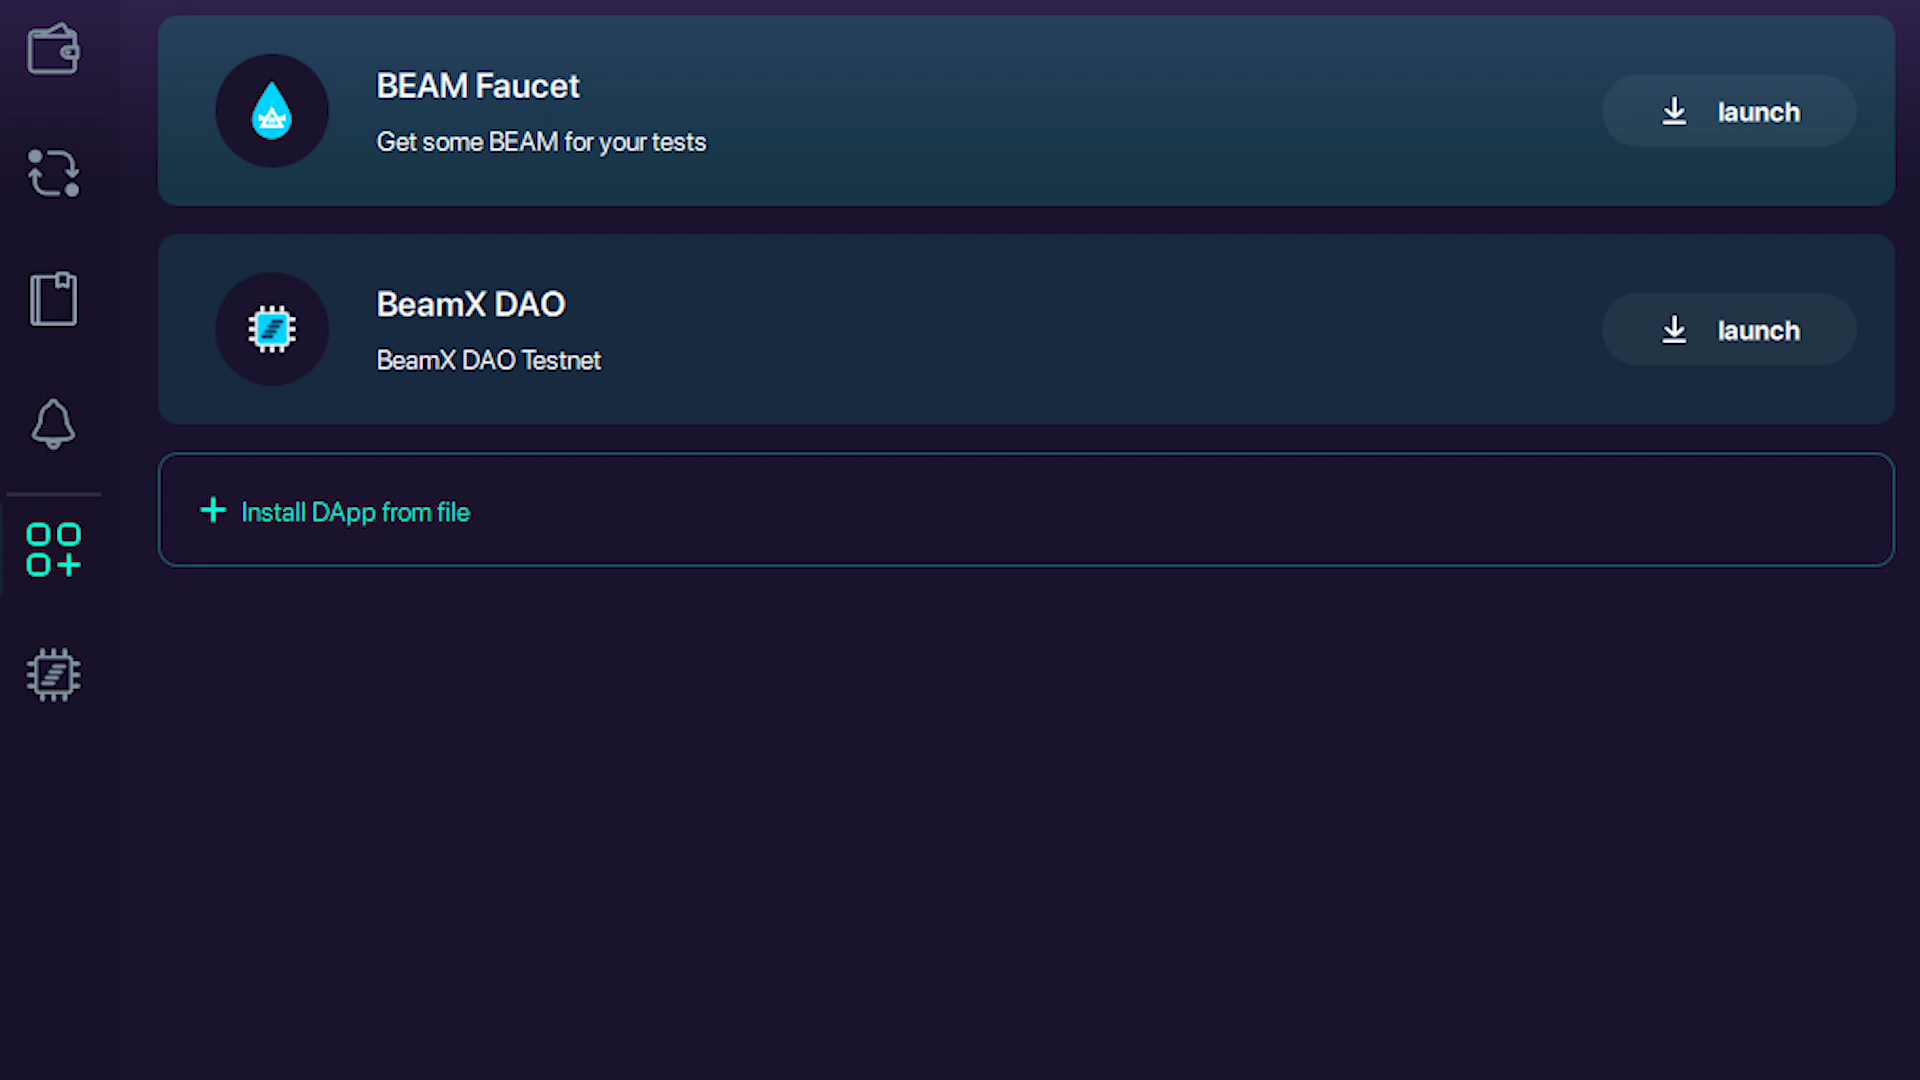 BEAM Faucet
Get some BEAM for your tests
launch
BeamX DAO
BeamX DAO Testnet
launch
Install DApp from file